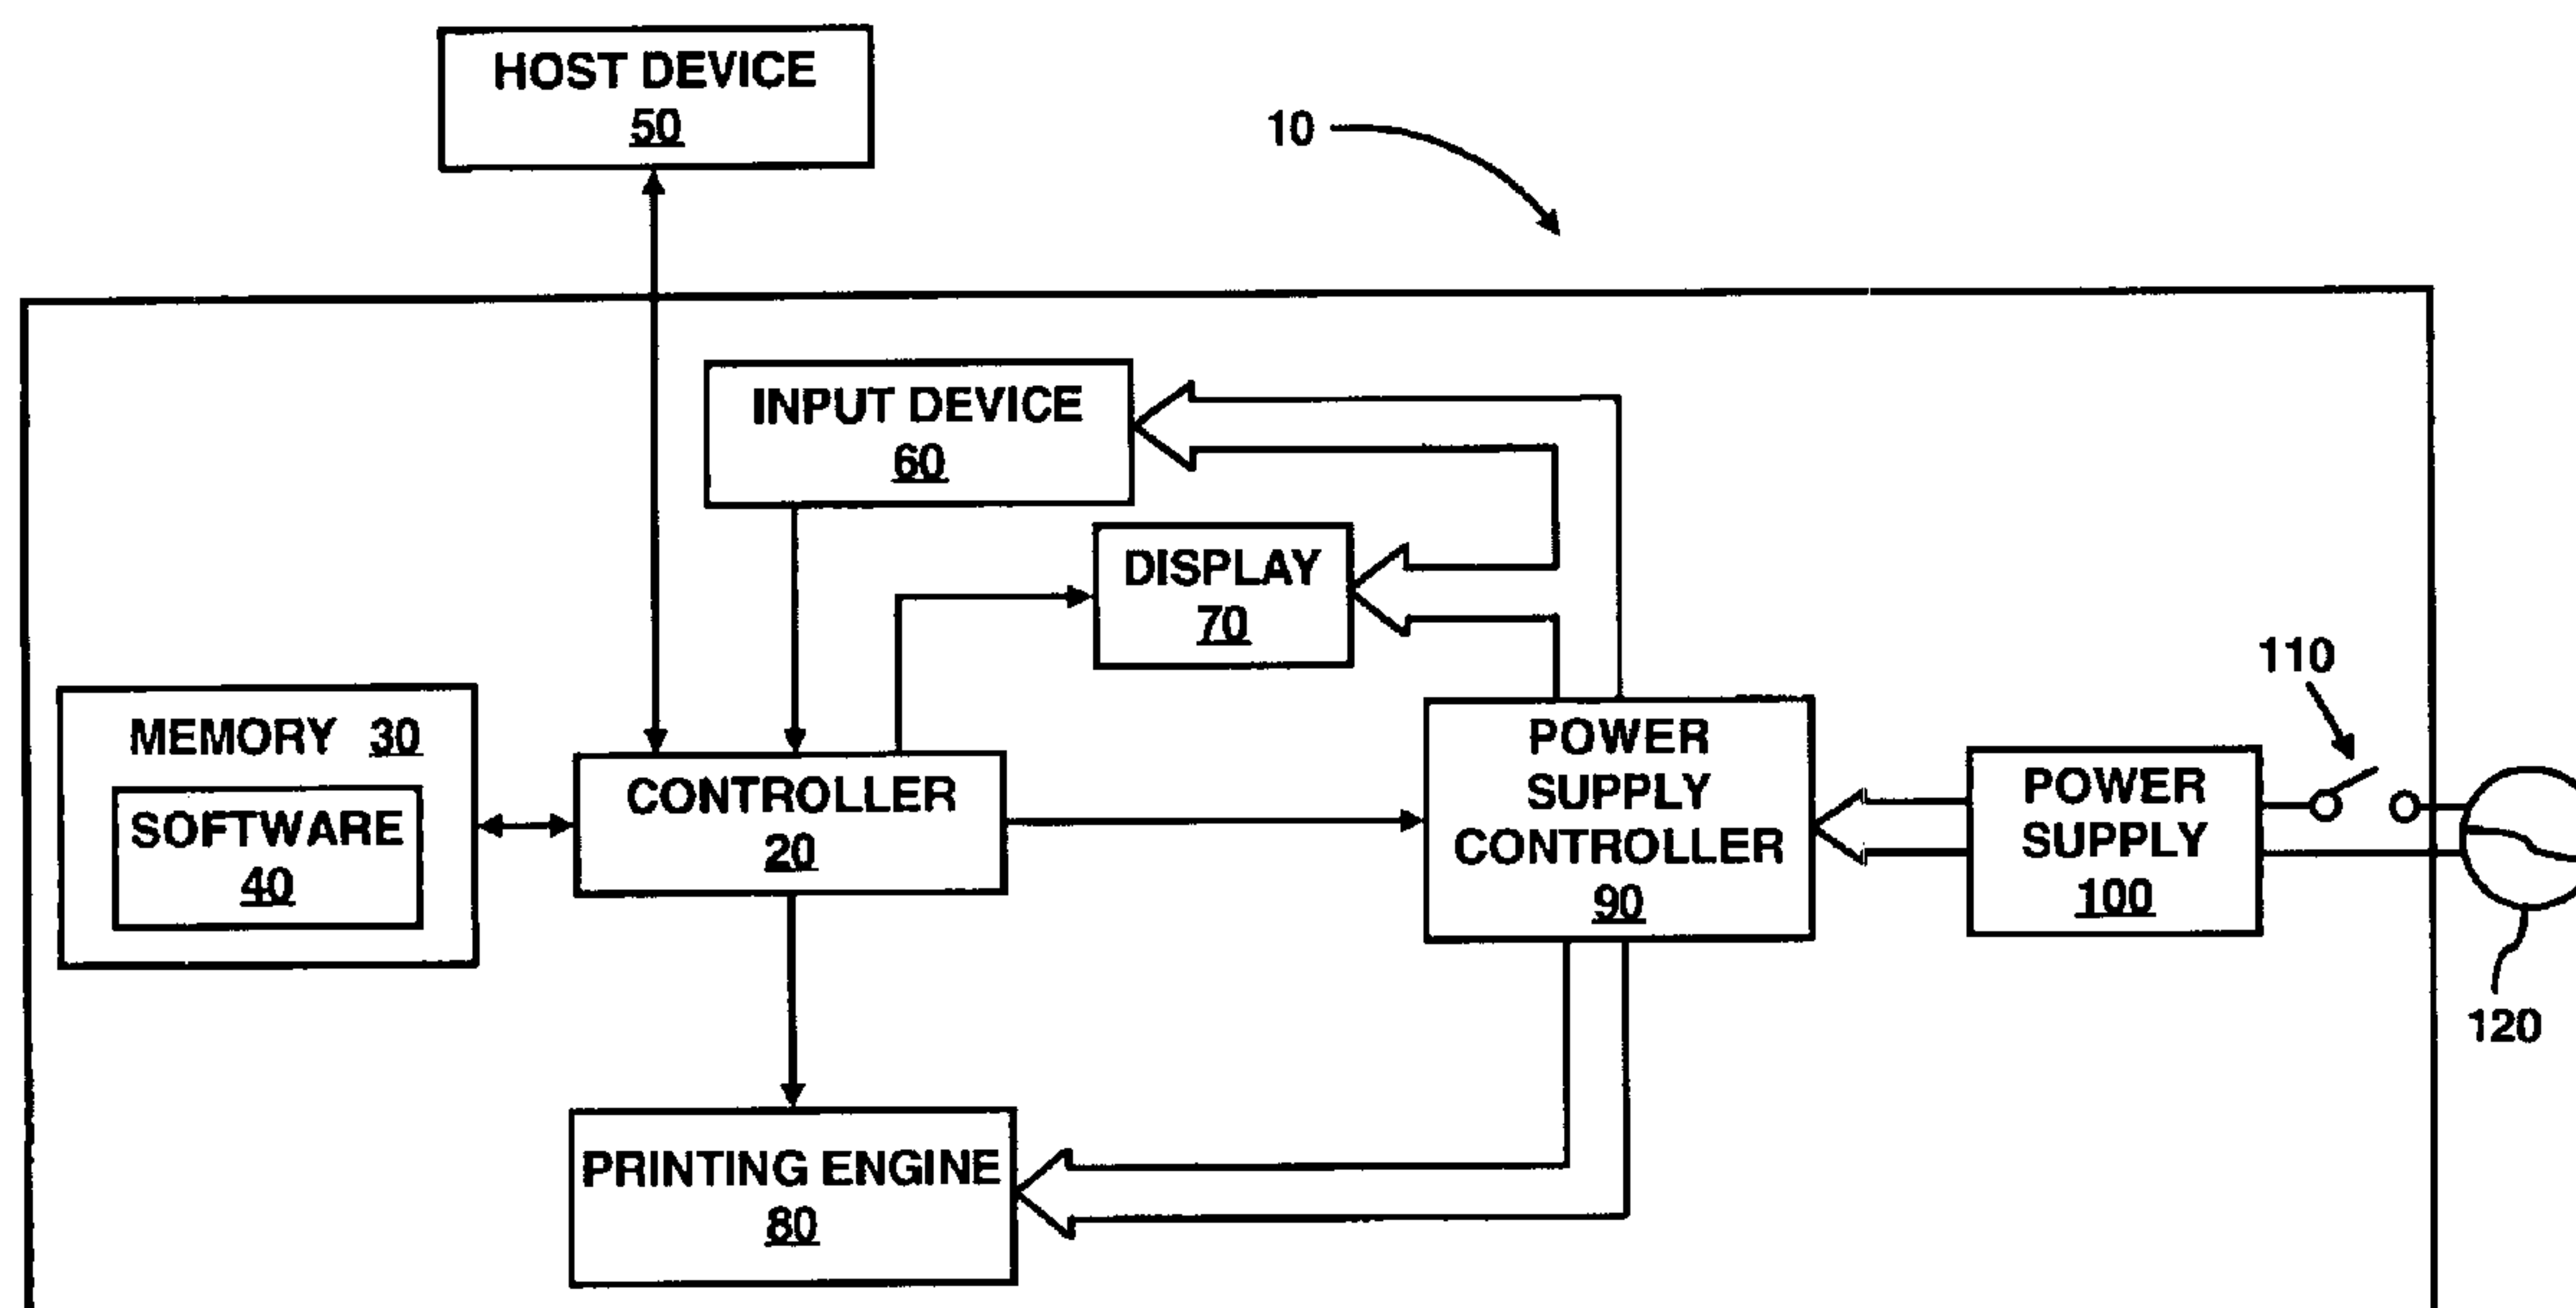 HOST DEVICE
50
10
INPUT DEVICE
60
DISPLAY
70
110
MEMORY 30
SOFTWARE
40
CONTROLLER
20
POWER
SUPPLY
CONTROLLER
90
POWER
SUPPLY
100
120
PRINTING ENGINE
80